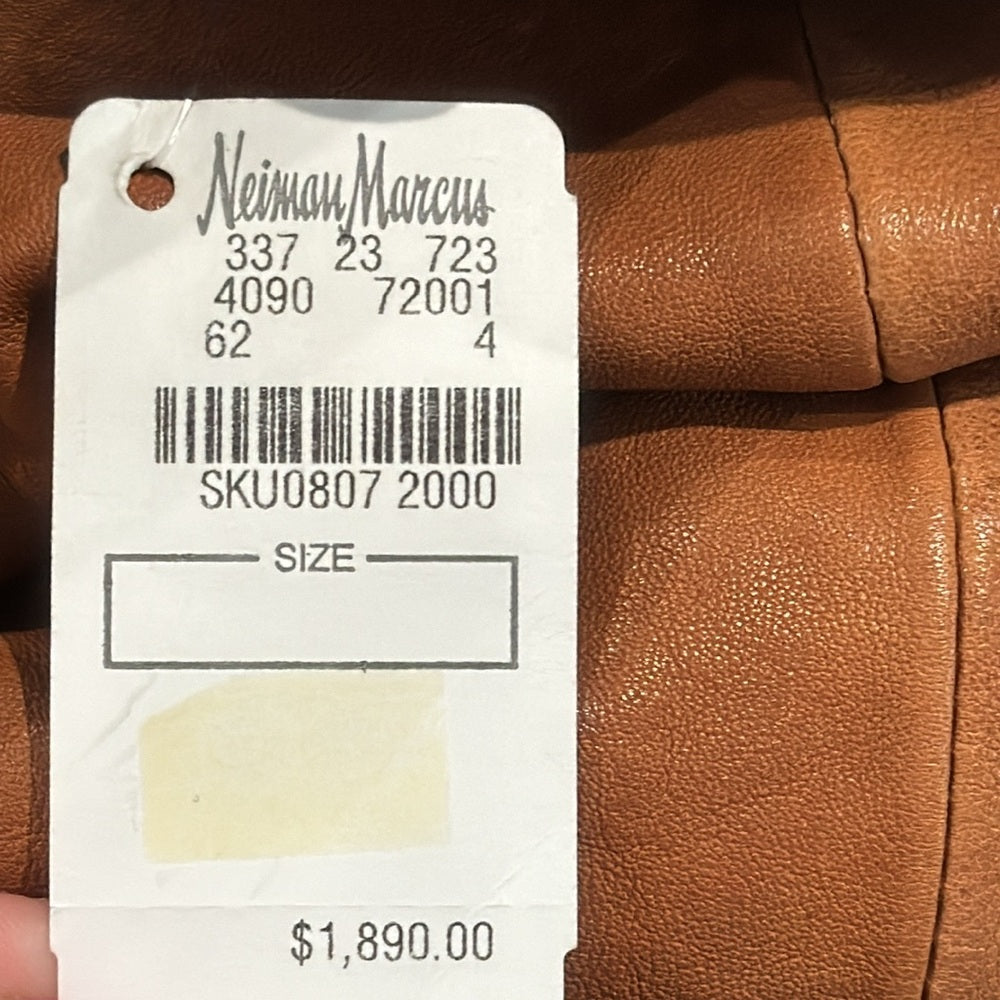 Neiman Marcus
337 23 723
4090 72001
62 4
SKU0807 2000
SIZE
$1,890.00